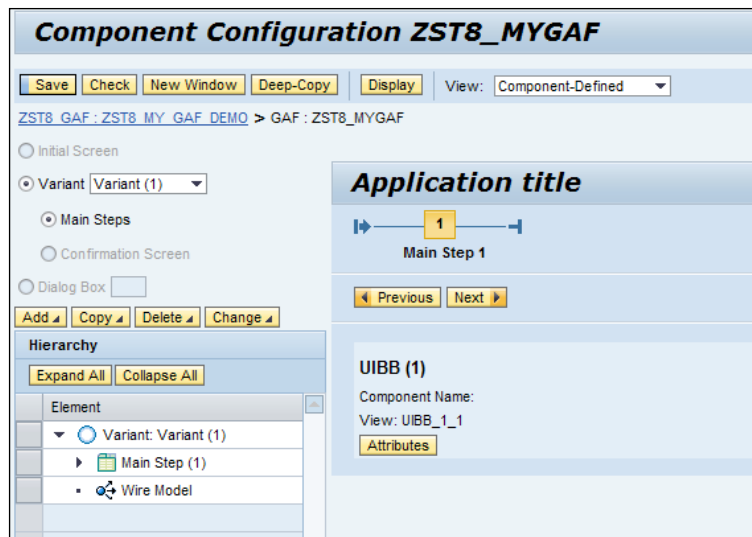 Component Configuration ZST8_MYGAF
Save Check New Window Deep-Copy Display View: Component-Defined
ZST8_GAF : ZST8_MY_GAF_DEMO > GAF : ZST8_MYGAF
Initial Screen
Variant Variant (1)
Main Steps
Confirmation Screen
Dialog Box
Add Copy Delete Change
Hierarchy
Expand All Collapse All
Element
Variant: Variant (1)
Main Step (1)
Wire Model
Application title
1
Main Step 1
Previous Next
UIBB (1)
Component Name:
View: UIBB_1_1
Attributes